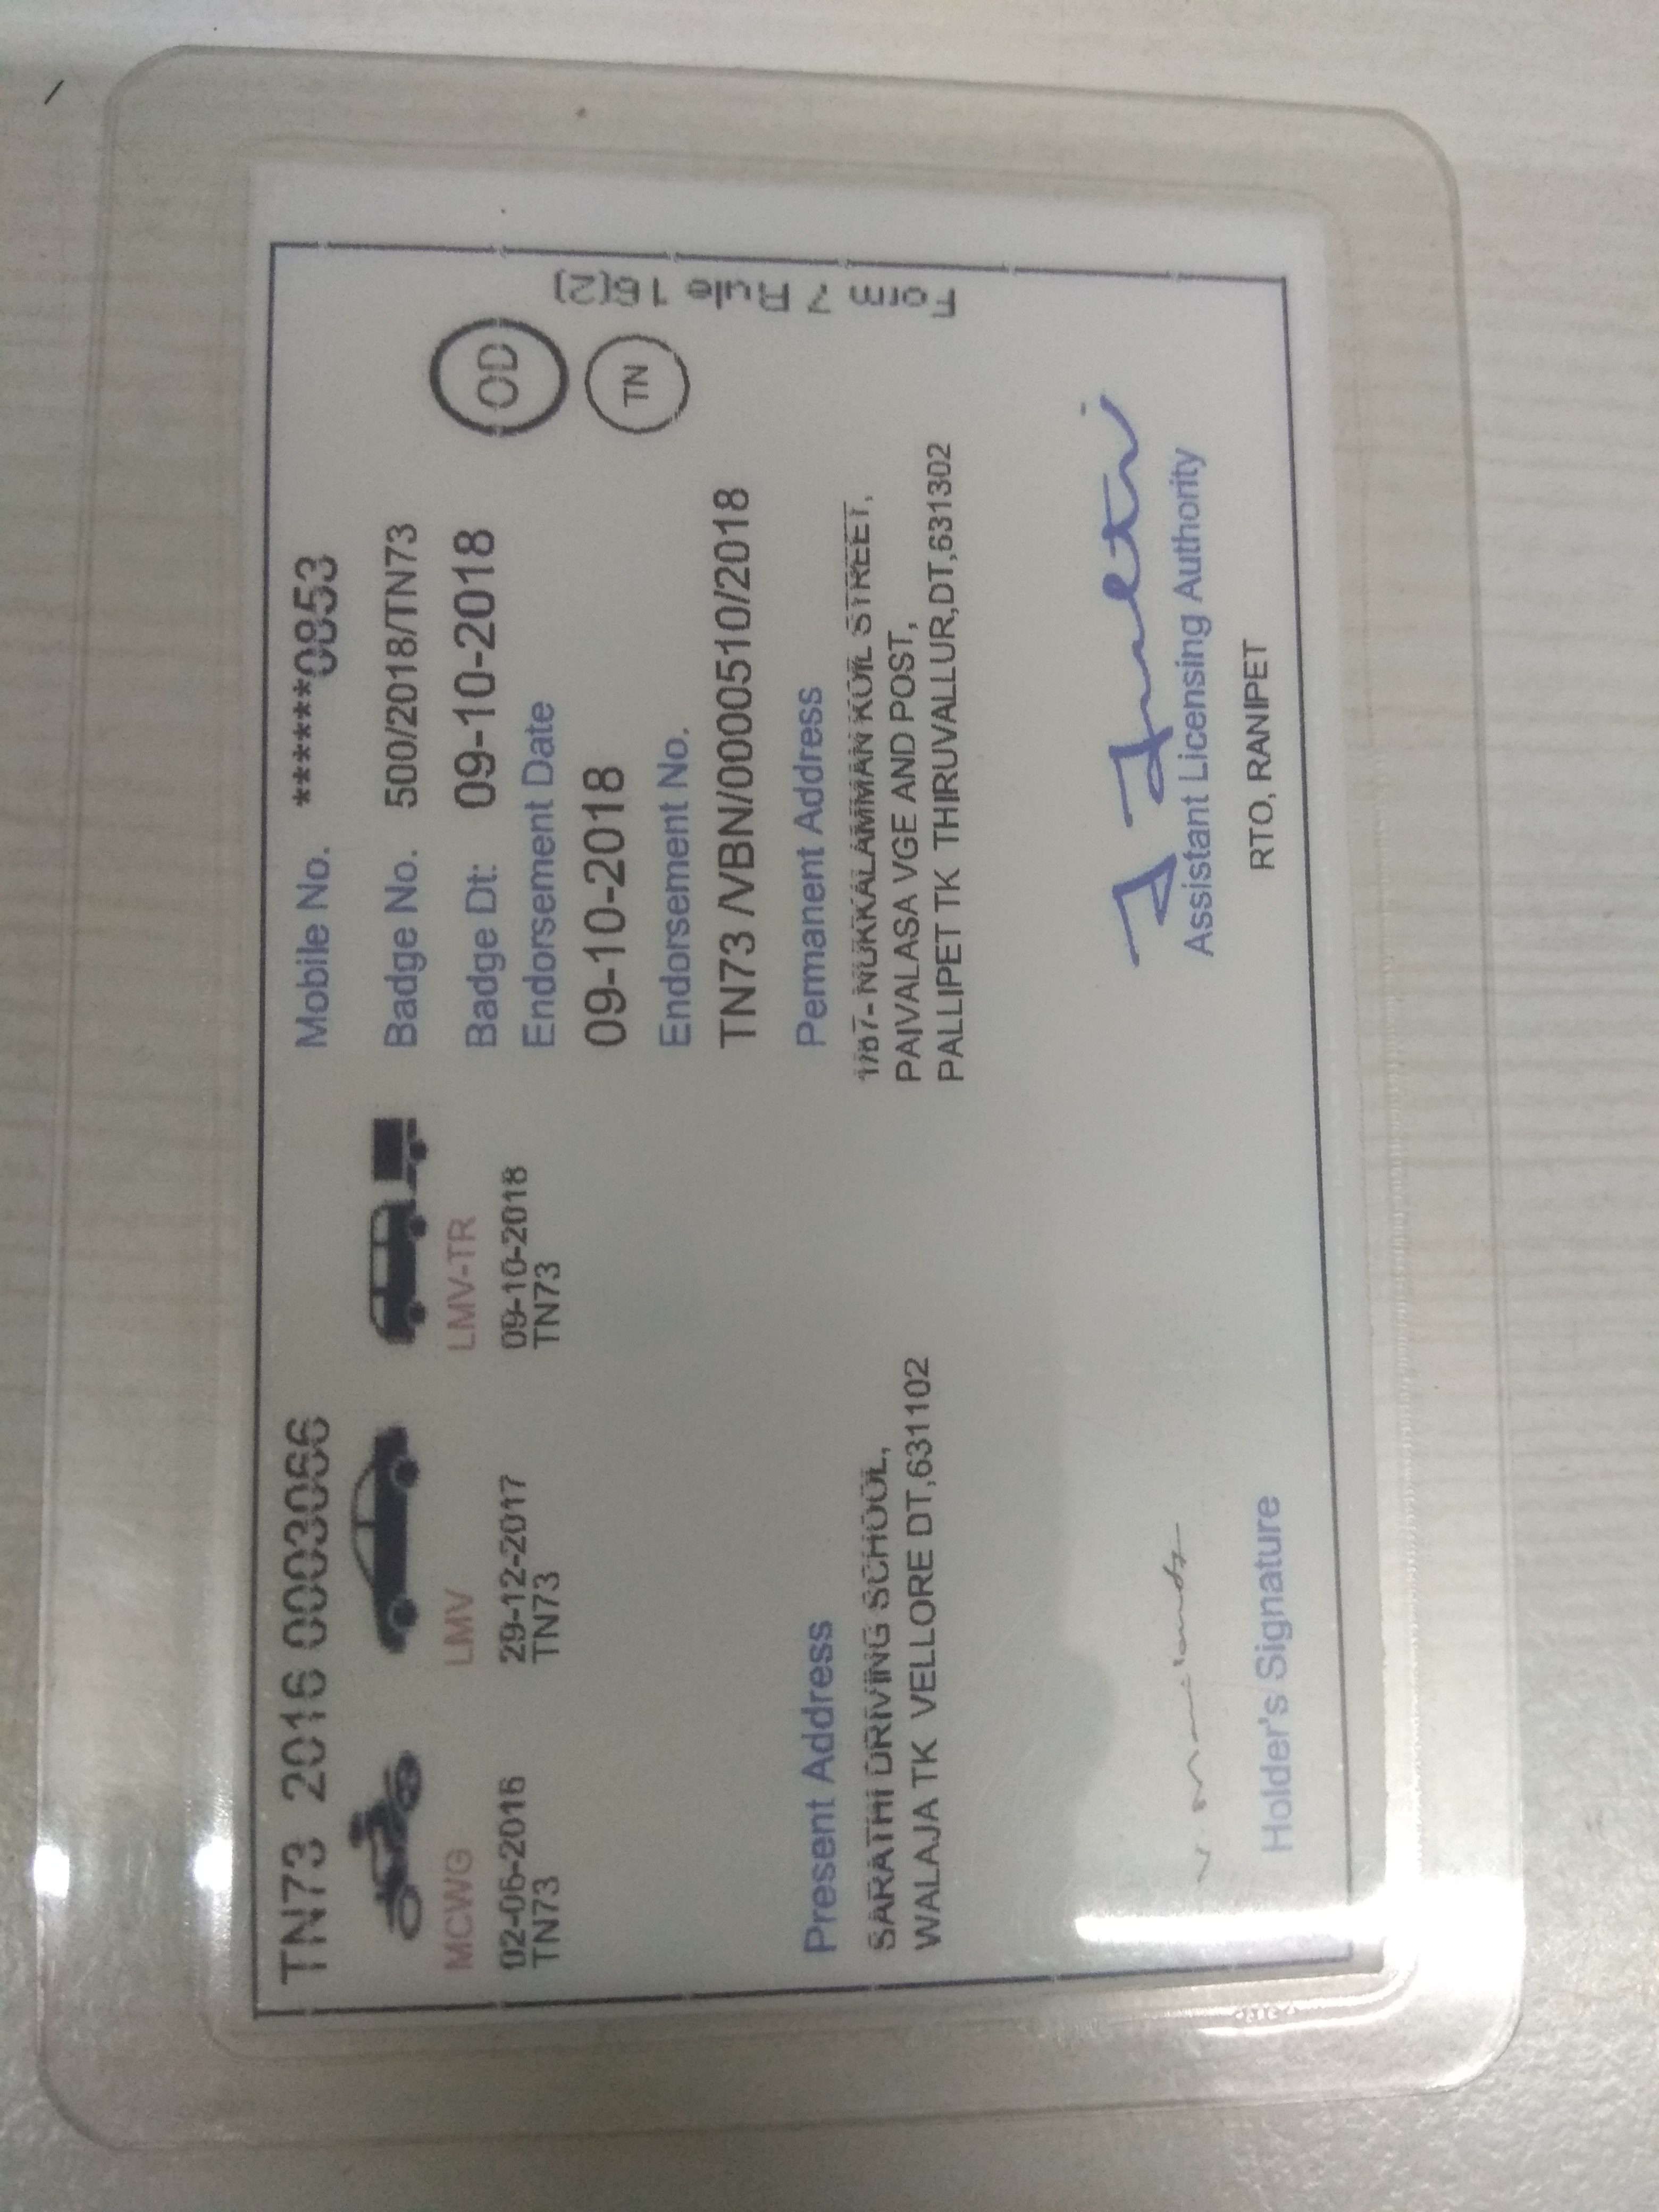 TN73 2016 0003066
MCWG
02-06-2016
TN73
LMV
29-12-2017
TN73
LMV-TR
09-10-2018
TN73
Mobile No. ******0853
Badge No. 500/2018/TN73
Badge Dt: 09-10-2018
Endorsement Date
09-10-2018
Endorsement No.
TN73 /VBN/0000510/2018
OD
TN
Form 7 Rule 16(2)
Present Address
SARATHI DRIVING SCHOOL,
WALAJA TK VELLORE DT,631102
Permanent Address
NUKKALAMMAN KOIL STREET,
PAIVALASA VGE AND POST,
PALLIPET TK THIRUVALLUR,DT,631302
Holder's Signature
Assistant Licensing Authority
RTO, RANIPET